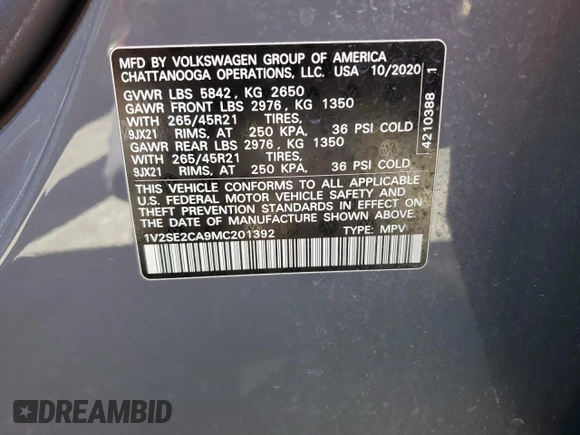 MFD BY VOLKSWAGEN GROUP OF AMERICA
CHATTANOOGA OPERATIONS, LLC. USA 10/2020
GVWR LBS 5842, KG 2650
GAWR FRONT LBS 2976, KG 1350
WITH 265/45R21 TIRES,
9JX21 RIMS, AT 250 KPA, 36 PSI COLD
GAWR REAR LBS 2976, KG 1350
WITH 265/45R21 TIRES,
9JX21 RIMS, AT 250 KPA, 36 PSI COLD
THIS VEHICLE CONFORMS TO ALL APPLICABLE
U.S. FEDERAL MOTOR VEHICLE SAFETY AND
THEFT PREVENTION STANDARDS IN EFFECT ON
THE DATE OF MANUFACTURE SHOWN ABOVE.
1V2SE2CA9MC201392 TYPE: MPV
4210388 1
DREAMBID